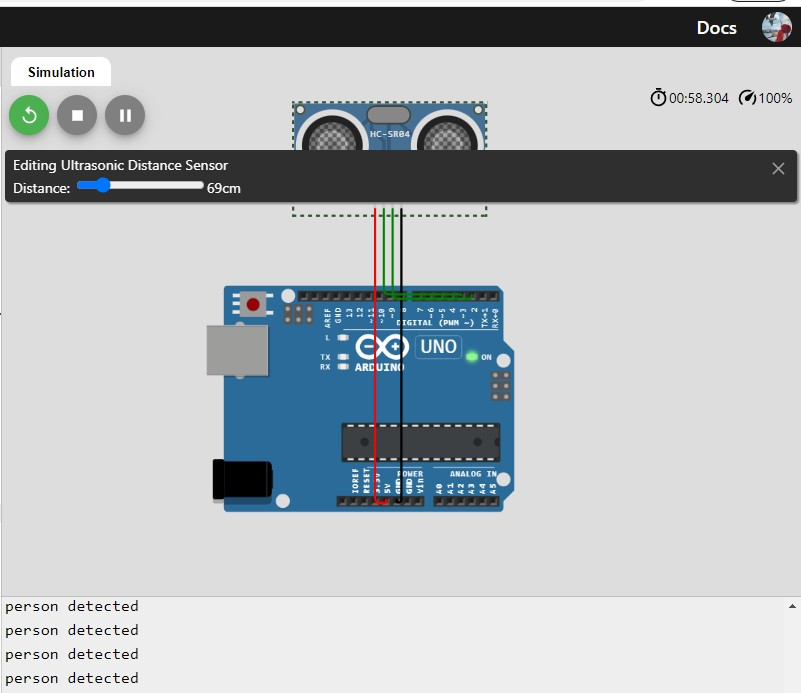 Docs
Simulation
00:58.304 100%
HC-SR04
Editing Ultrasonic Distance Sensor
Distance: 69cm
AREF
GND
13
12
~11
~10
~9
8
7
~6
~5
4
~3
2
TX→1
RX←0
DIGITAL (PWM ~)
L
TX
RX
UNO
ON
ARDUINO
IOREF
RESET
3.3V
5V
GND
GND
Vin
POWER
ANALOG IN
A0
A1
A2
A3
A4
A5
person detected
person detected
person detected
person detected